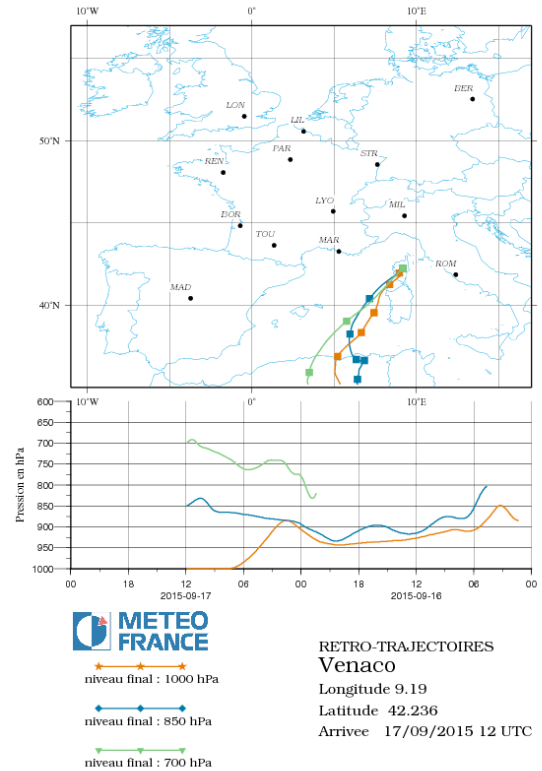 10°W 0° 10°E
BER
LON
LIL
50°N
PAR
STR
REN
LYO
MIL
BOR
TOU
MAR
ROM
MAD
40°N
10°W 0° 10°E
600
650
700
750
800
850
900
950
1000
Pression en hPa
00 18 12 06 00 18 12 06 00
2015-09-17 2015-09-16
METEO
FRANCE
niveau final : 1000 hPa
niveau final : 850 hPa
niveau final : 700 hPa
RETRO-TRAJECTOIRES
Venaco
Longitude 9.19
Latitude 42.236
Arrivee 17/09/2015 12 UTC